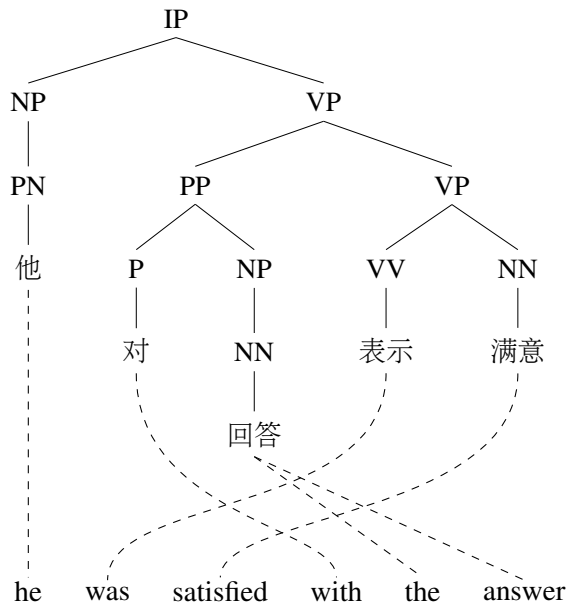 IP
NP VP
PN PP VP
他 P NP VV NN
对 NN 表示 满意
回答
he was satisfied with the answer